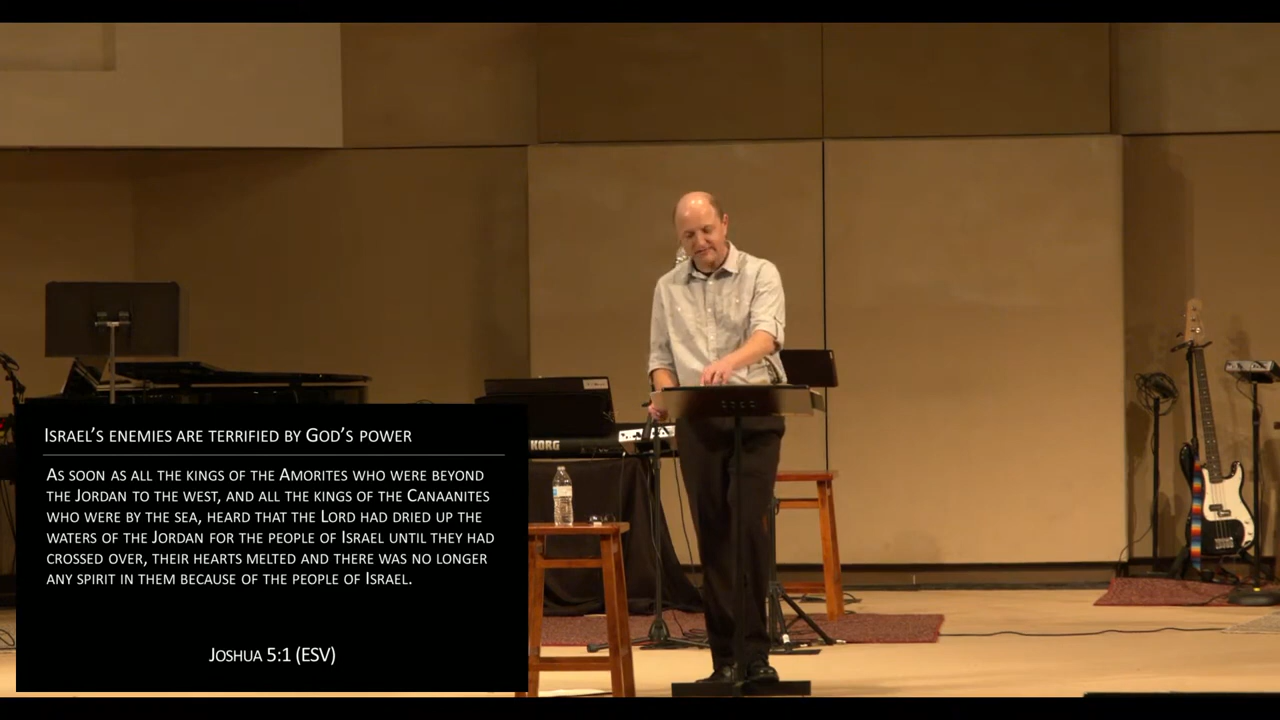 Israel's enemies are terrified by God's power
As soon as all the kings of the Amorites who were beyond
the Jordan to the west, and all the kings of the Canaanites
who were by the sea, heard that the Lord had dried up the
waters of the Jordan for the people of Israel until they had
crossed over, their hearts melted and there was no longer
any spirit in them because of the people of Israel.
Joshua 5:1 (ESV)
KORG